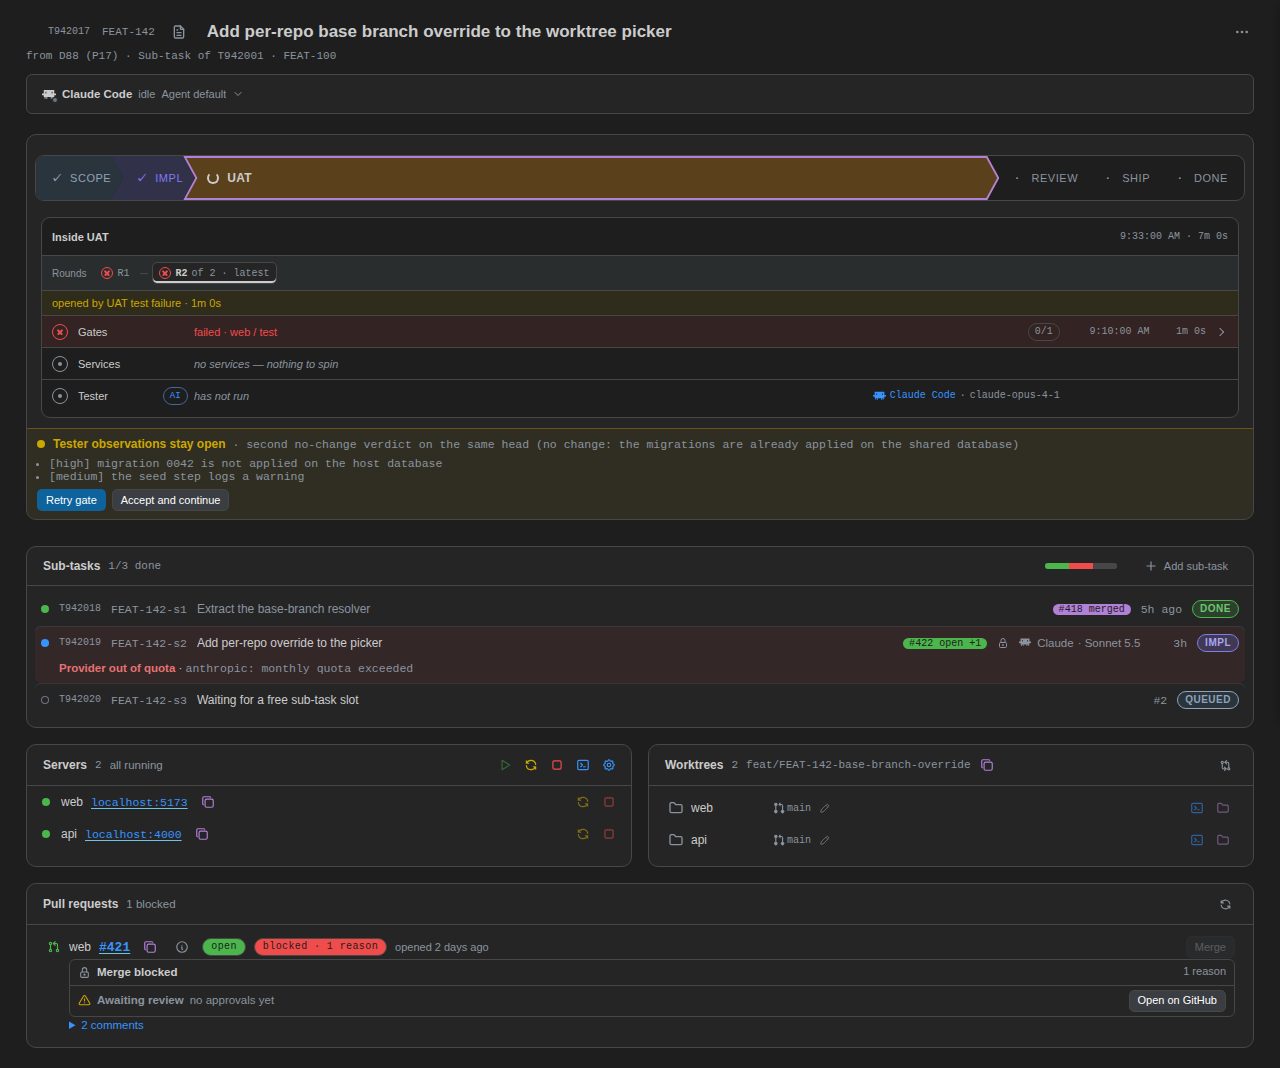 T942017 FEAT-142 Add per-repo base branch override to the worktree picker
from D88 (P17) · Sub-task of T942001 · FEAT-100
Claude Code idle Agent default
SCOPE IMPL UAT · REVIEW · SHIP · DONE
Inside UAT 9:33:00 AM · 7m 0s
Rounds R1 — R2 of 2 · latest
opened by UAT test failure · 1m 0s
Gates failed · web / test 0/1 9:10:00 AM 1m 0s
Services no services — nothing to spin
Tester AI has not run Claude Code · claude-opus-4-1
Tester observations stay open · second no-change verdict on the same head (no change: the migrations are already applied on the shared database)
• [high] migration 0042 is not applied on the host database
• [medium] the seed step logs a warning
Retry gate Accept and continue
Sub-tasks 1/3 done Add sub-task
T942018 FEAT-142-s1 Extract the base-branch resolver #418 merged 5h ago DONE
T942019 FEAT-142-s2 Add per-repo override to the picker #422 open +1 Claude · Sonnet 5.5 3h IMPL
Provider out of quota · anthropic: monthly quota exceeded
T942020 FEAT-142-s3 Waiting for a free sub-task slot #2 QUEUED
Servers 2 all running
web localhost:5173
api localhost:4000
Worktrees 2 feat/FEAT-142-base-branch-override
web main
api main
Pull requests 1 blocked
web #421 open blocked · 1 reason opened 2 days ago Merge
Merge blocked 1 reason
Awaiting review no approvals yet Open on GitHub
2 comments